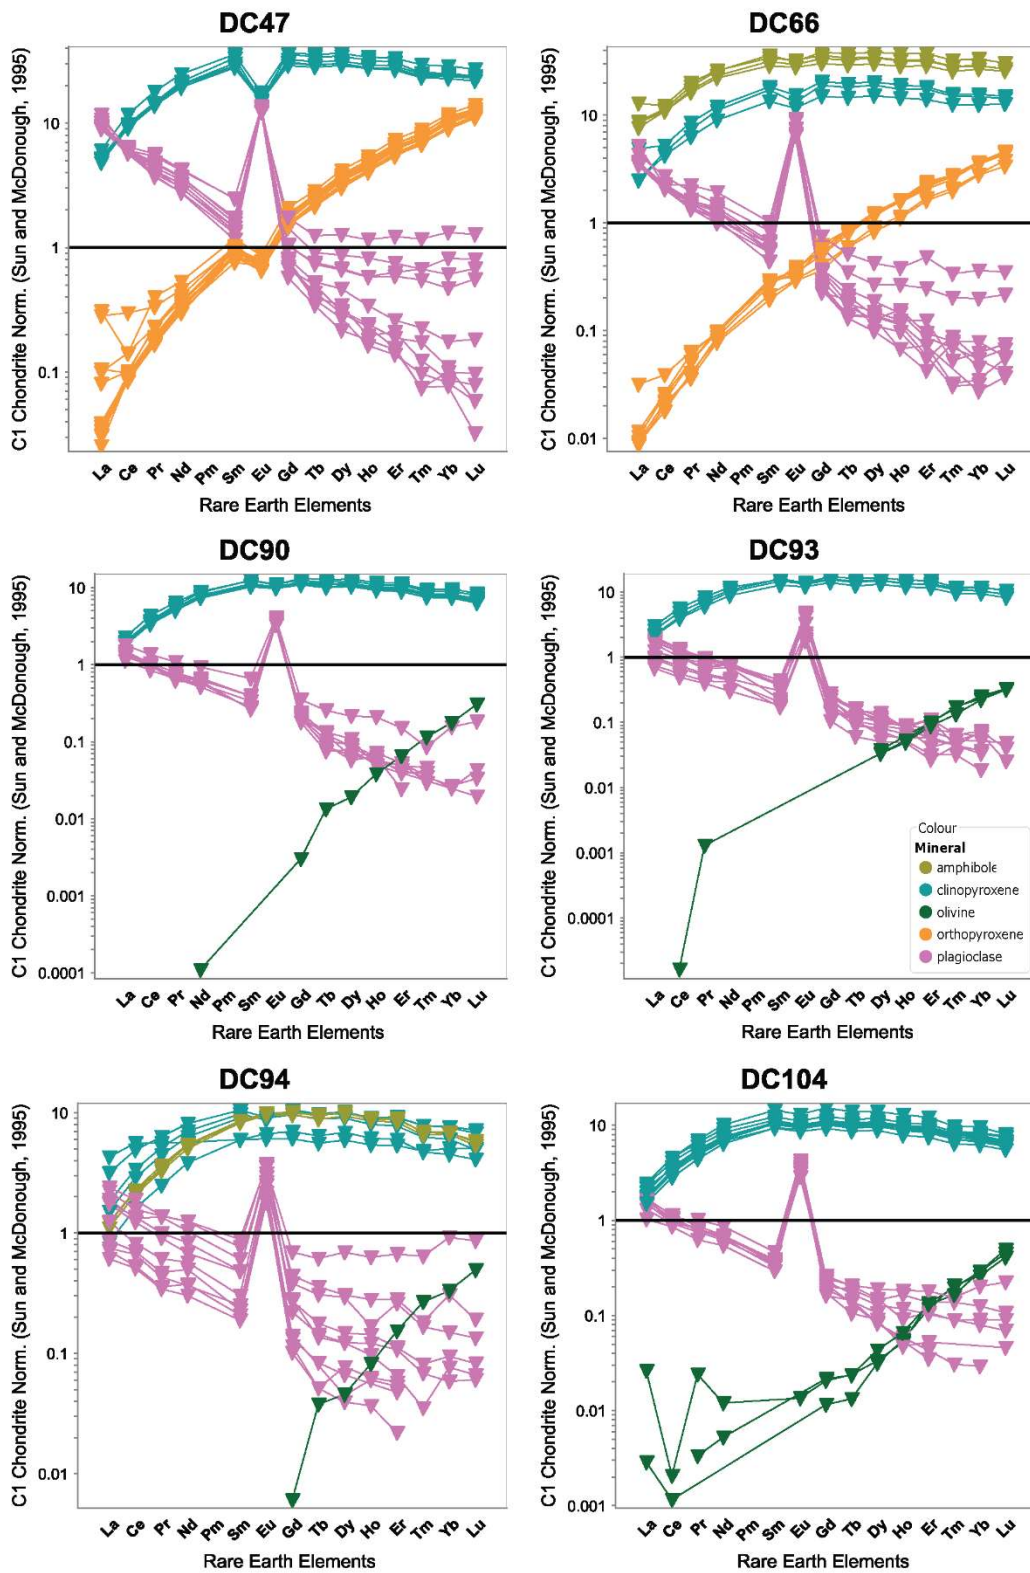 DC47
C1 Chondrite Norm. (Sun and McDonough, 1995)
10
1
0.1
La Ce Pr Nd Pm Sm Eu Gd Tb Dy Ho Er Tm Yb Lu
Rare Earth Elements
DC66
C1 Chondrite Norm. (Sun and McDonough, 1995)
10
1
0.1
0.01
La Ce Pr Nd Pm Sm Eu Gd Tb Dy Ho Er Tm Yb Lu
Rare Earth Elements
DC90
C1 Chondrite Norm. (Sun and McDonough, 1995)
10
1
0.1
0.01
0.001
0.0001
La Ce Pr Nd Pm Sm Eu Gd Tb Dy Ho Er Tm Yb Lu
Rare Earth Elements
DC93
C1 Chondrite Norm. (Sun and McDonough, 1995)
10
1
0.1
0.01
0.001
0.0001
Colour
Mineral
amphibole
clinopyroxene
olivine
orthopyroxene
plagioclase
La Ce Pr Nd Pm Sm Eu Gd Tb Dy Ho Er Tm Yb Lu
Rare Earth Elements
DC94
C1 Chondrite Norm. (Sun and McDonough, 1995)
10
1
0.1
0.01
La Ce Pr Nd Pm Sm Eu Gd Tb Dy Ho Er Tm Yb Lu
Rare Earth Elements
DC104
C1 Chondrite Norm. (Sun and McDonough, 1995)
10
1
0.1
0.01
0.001
La Ce Pr Nd Pm Sm Eu Gd Tb Dy Ho Er Tm Yb Lu
Rare Earth Elements